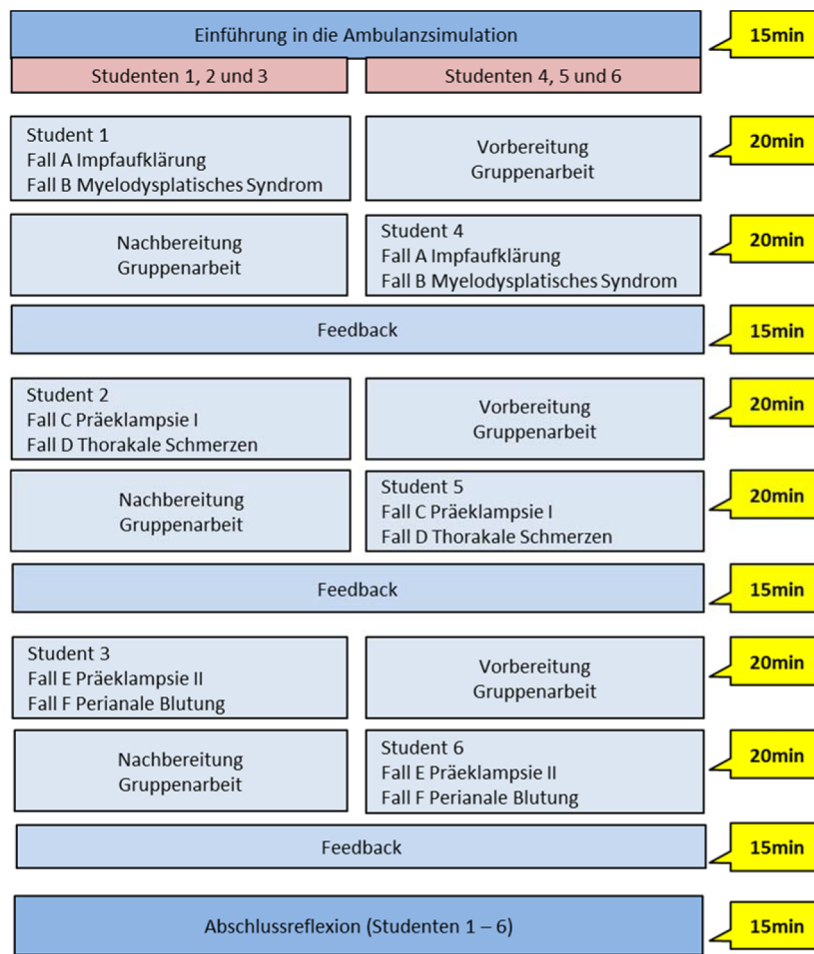 Einführung in die Ambulanzsimulation
15min
Studenten 1, 2 und 3
Studenten 4, 5 und 6
Student 1
Fall A Impfaufklärung
Fall B Myelodysplatisches Syndrom
Vorbereitung
Gruppenarbeit
20min
Nachbereitung
Gruppenarbeit
Student 4
Fall A Impfaufklärung
Fall B Myelodysplatisches Syndrom
20min
Feedback
15min
Student 2
Fall C Präeklampsie I
Fall D Thorakale Schmerzen
Vorbereitung
Gruppenarbeit
20min
Nachbereitung
Gruppenarbeit
Student 5
Fall C Präeklampsie I
Fall D Thorakale Schmerzen
20min
Feedback
15min
Student 3
Fall E Präeklampsie II
Fall F Perianale Blutung
Vorbereitung
Gruppenarbeit
20min
Nachbereitung
Gruppenarbeit
Student 6
Fall E Präeklampsie II
Fall F Perianale Blutung
20min
Feedback
15min
Abschlussreflexion (Studenten 1 – 6)
15min